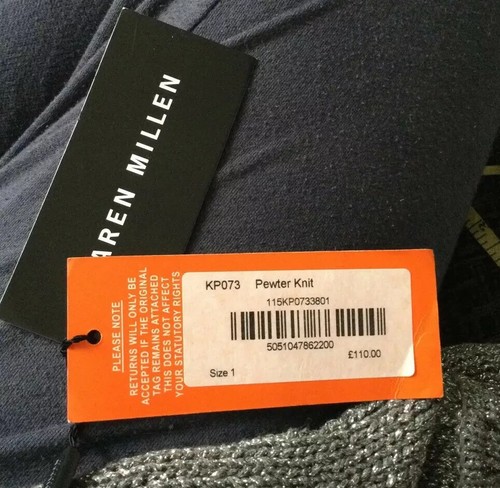 AREN MILLEN
PLEASE NOTE
RETURNS WILL ONLY BE
ACCEPTED IF THE ORIGINAL
TAG REMAINS ATTACHED
THIS DOES NOT AFFECT
YOUR STATUTORY RIGHTS
KP073 Pewter Knit
115KP0733801
5051047862200
£110.00
Size 1